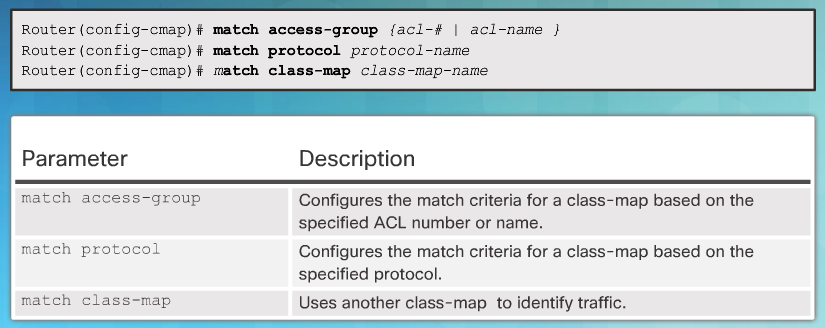 Router(config-cmap)# match access-group {acl-# | acl-name }
Router(config-cmap)# match protocol protocol-name
Router(config-cmap)# match class-map class-map-name
Parameter Description
match access-group Configures the match criteria for a class-map based on the
specified ACL number or name.
match protocol Configures the match criteria for a class-map based on the
specified protocol.
match class-map Uses another class-map to identify traffic.